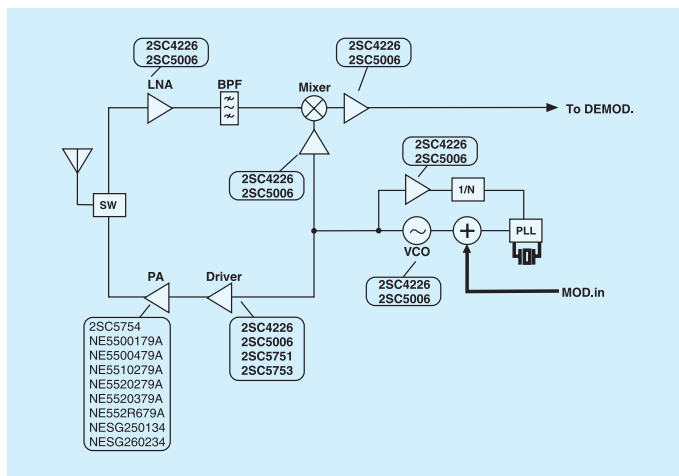 2SC4226
2SC5006
LNA
BPF
Mixer
2SC4226
2SC5006
To DEMOD.
2SC4226
2SC5006
2SC4226
2SC5006
1/N
SW
PLL
VCO
2SC4226
2SC5006
MOD.in
PA
Driver
2SC5754
NE5500179A
NE5500479A
NE5510279A
NE5520279A
NE5520379A
NE552R679A
NESG250134
NESG260234
2SC4226
2SC5006
2SC5751
2SC5753